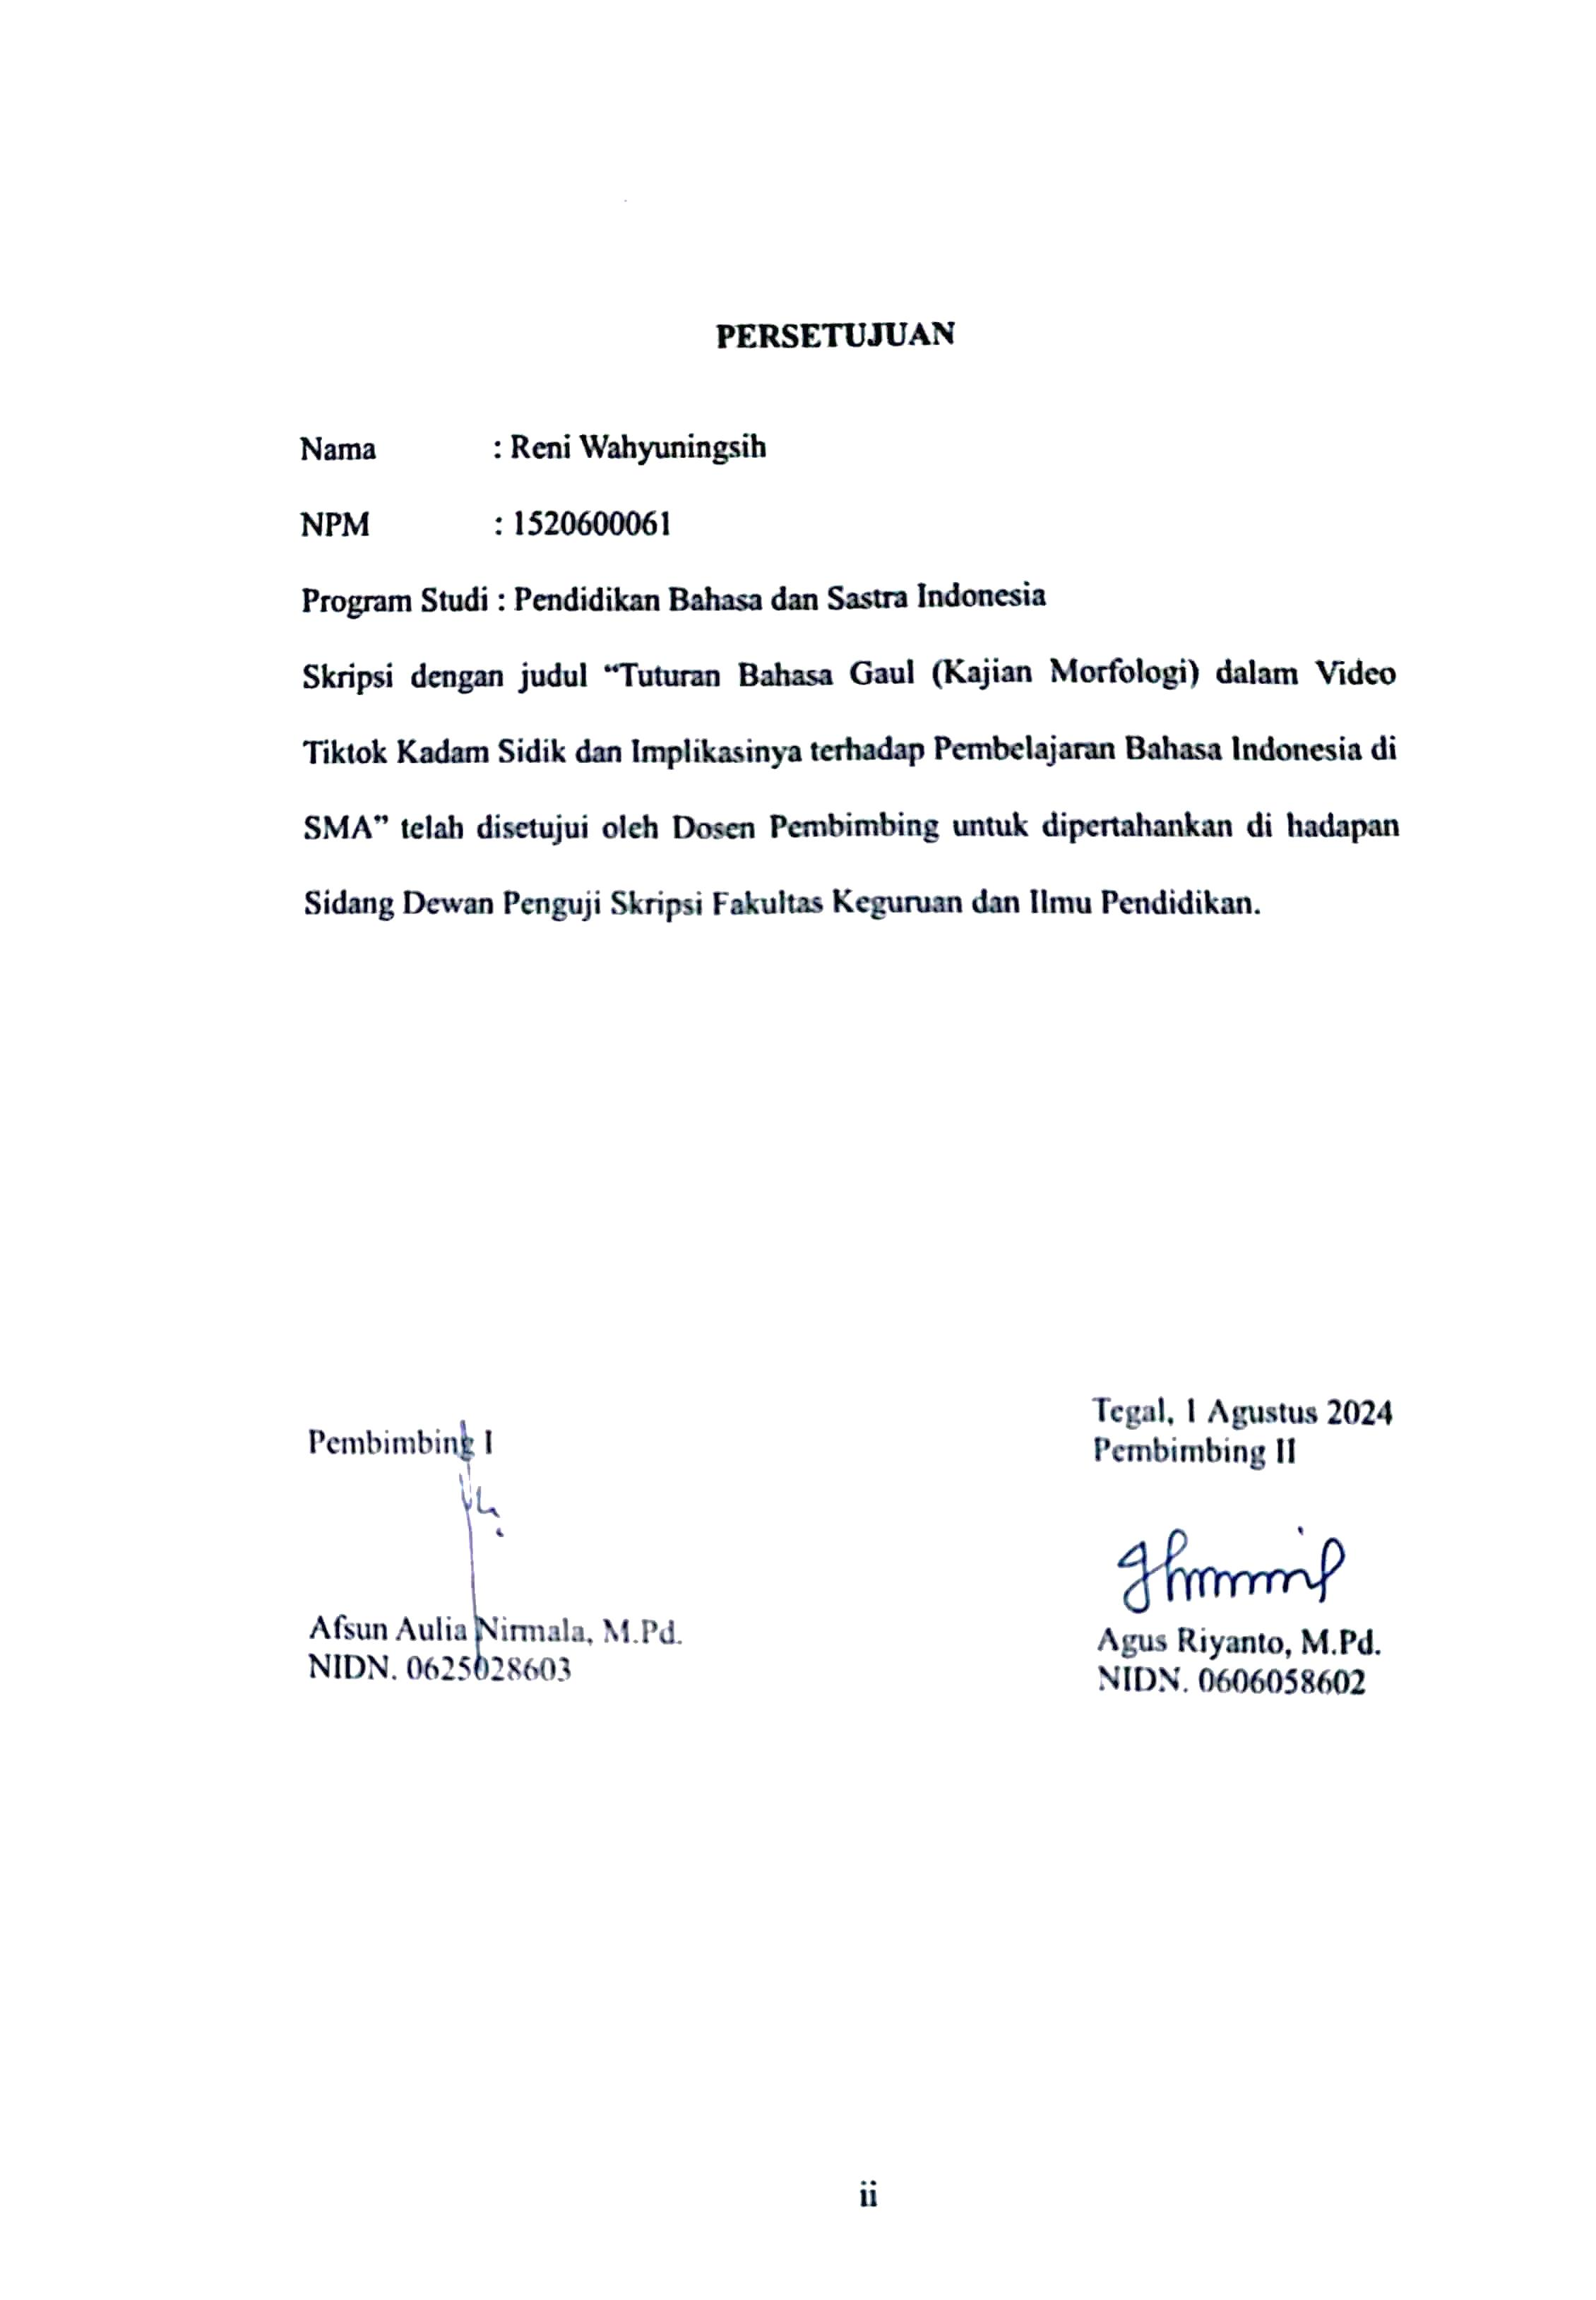 PERSETUJUAN
Nama : Reni Wahyuningsih
NPM : 1520600061
Program Studi : Pendidikan Bahasa dan Sastra Indonesia
Skripsi dengan judul “Tuturan Bahasa Gaul (Kajian Morfologi) dalam Video
Tiktok Kadam Sidik dan Implikasinya terhadap Pembelajaran Bahasa Indonesia di
SMA” telah disetujui oleh Dosen Pembimbing untuk dipertahankan di hadapan
Sidang Dewan Penguji Skripsi Fakultas Keguruan dan Ilmu Pendidikan.
Tegal, 1 Agustus 2024
Pembimbing I
Pembimbing II
Afsun Aulia Nirmala, M.Pd.
NIDN. 0625028603
Agus Riyanto, M.Pd.
NIDN. 0606058602
ii